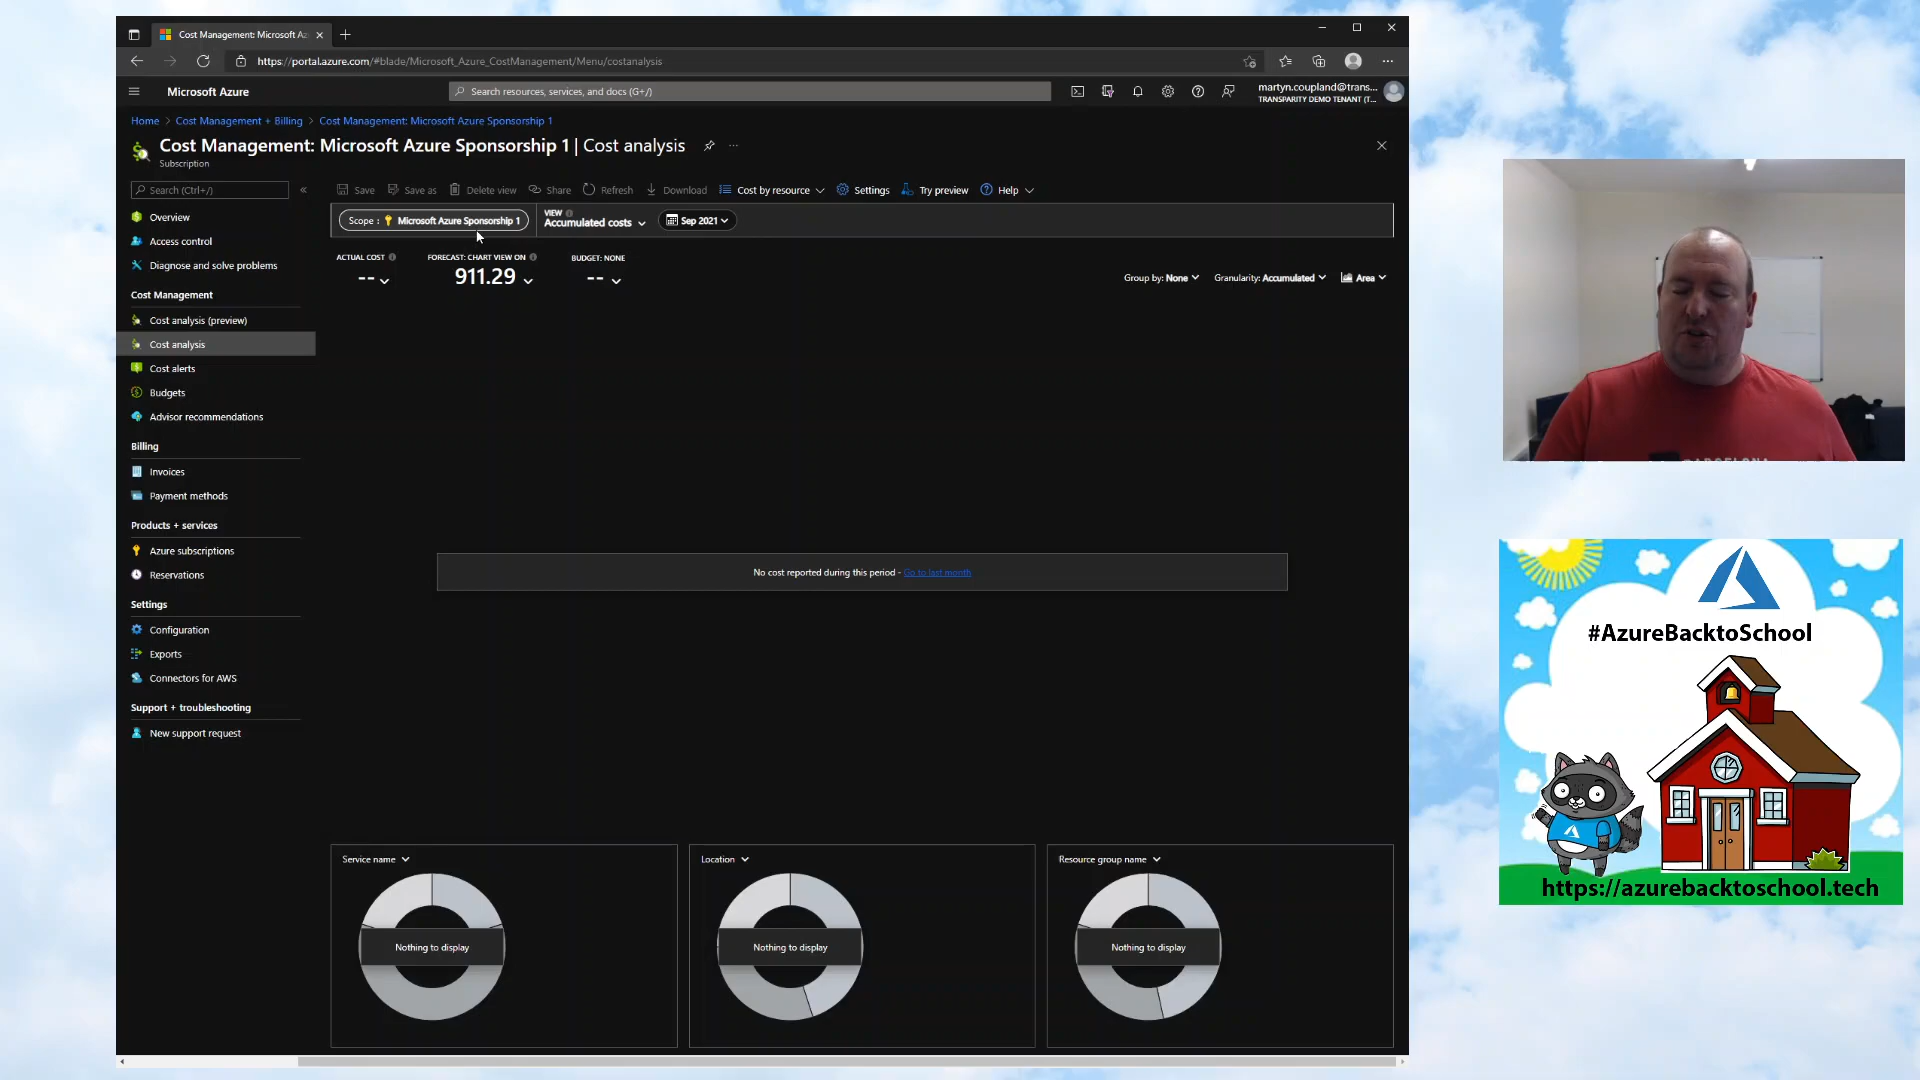 Cost Management: Microsoft Az
https://portal.azure.com/#blade/Microsoft_Azure_CostManagement/Menu/costanalysis
Microsoft Azure
Search resources, services, and docs (G+/)
martyn.coupland@trans...
TRANSPARITY DEMO TENANT (T...
Home > Cost Management + Billing > Cost Management: Microsoft Azure Sponsorship 1
Cost Management: Microsoft Azure Sponsorship 1 | Cost analysis
Subscription
Search (Ctrl+/)
Save Save as Delete view Share Refresh Download Cost by resource Settings Try preview Help
Overview
Access control
Diagnose and solve problems
Cost Management
Cost analysis (preview)
Cost analysis
Cost alerts
Budgets
Advisor recommendations
Billing
Invoices
Payment methods
Products + services
Azure subscriptions
Reservations
Settings
Configuration
Exports
Connectors for AWS
Support + troubleshooting
New support request
Scope : Microsoft Azure Sponsorship 1
VIEW
Accumulated costs
Sep 2021
ACTUAL COST
--
FORECAST: CHART VIEW ON
911.29
BUDGET: NONE
--
Group by: None
Granularity: Accumulated
Area
No cost reported during this period - Go to last month
Service name
Nothing to display
Location
Nothing to display
Resource group name
Nothing to display
#AzureBacktoSchool
https://azurebacktoschool.tech